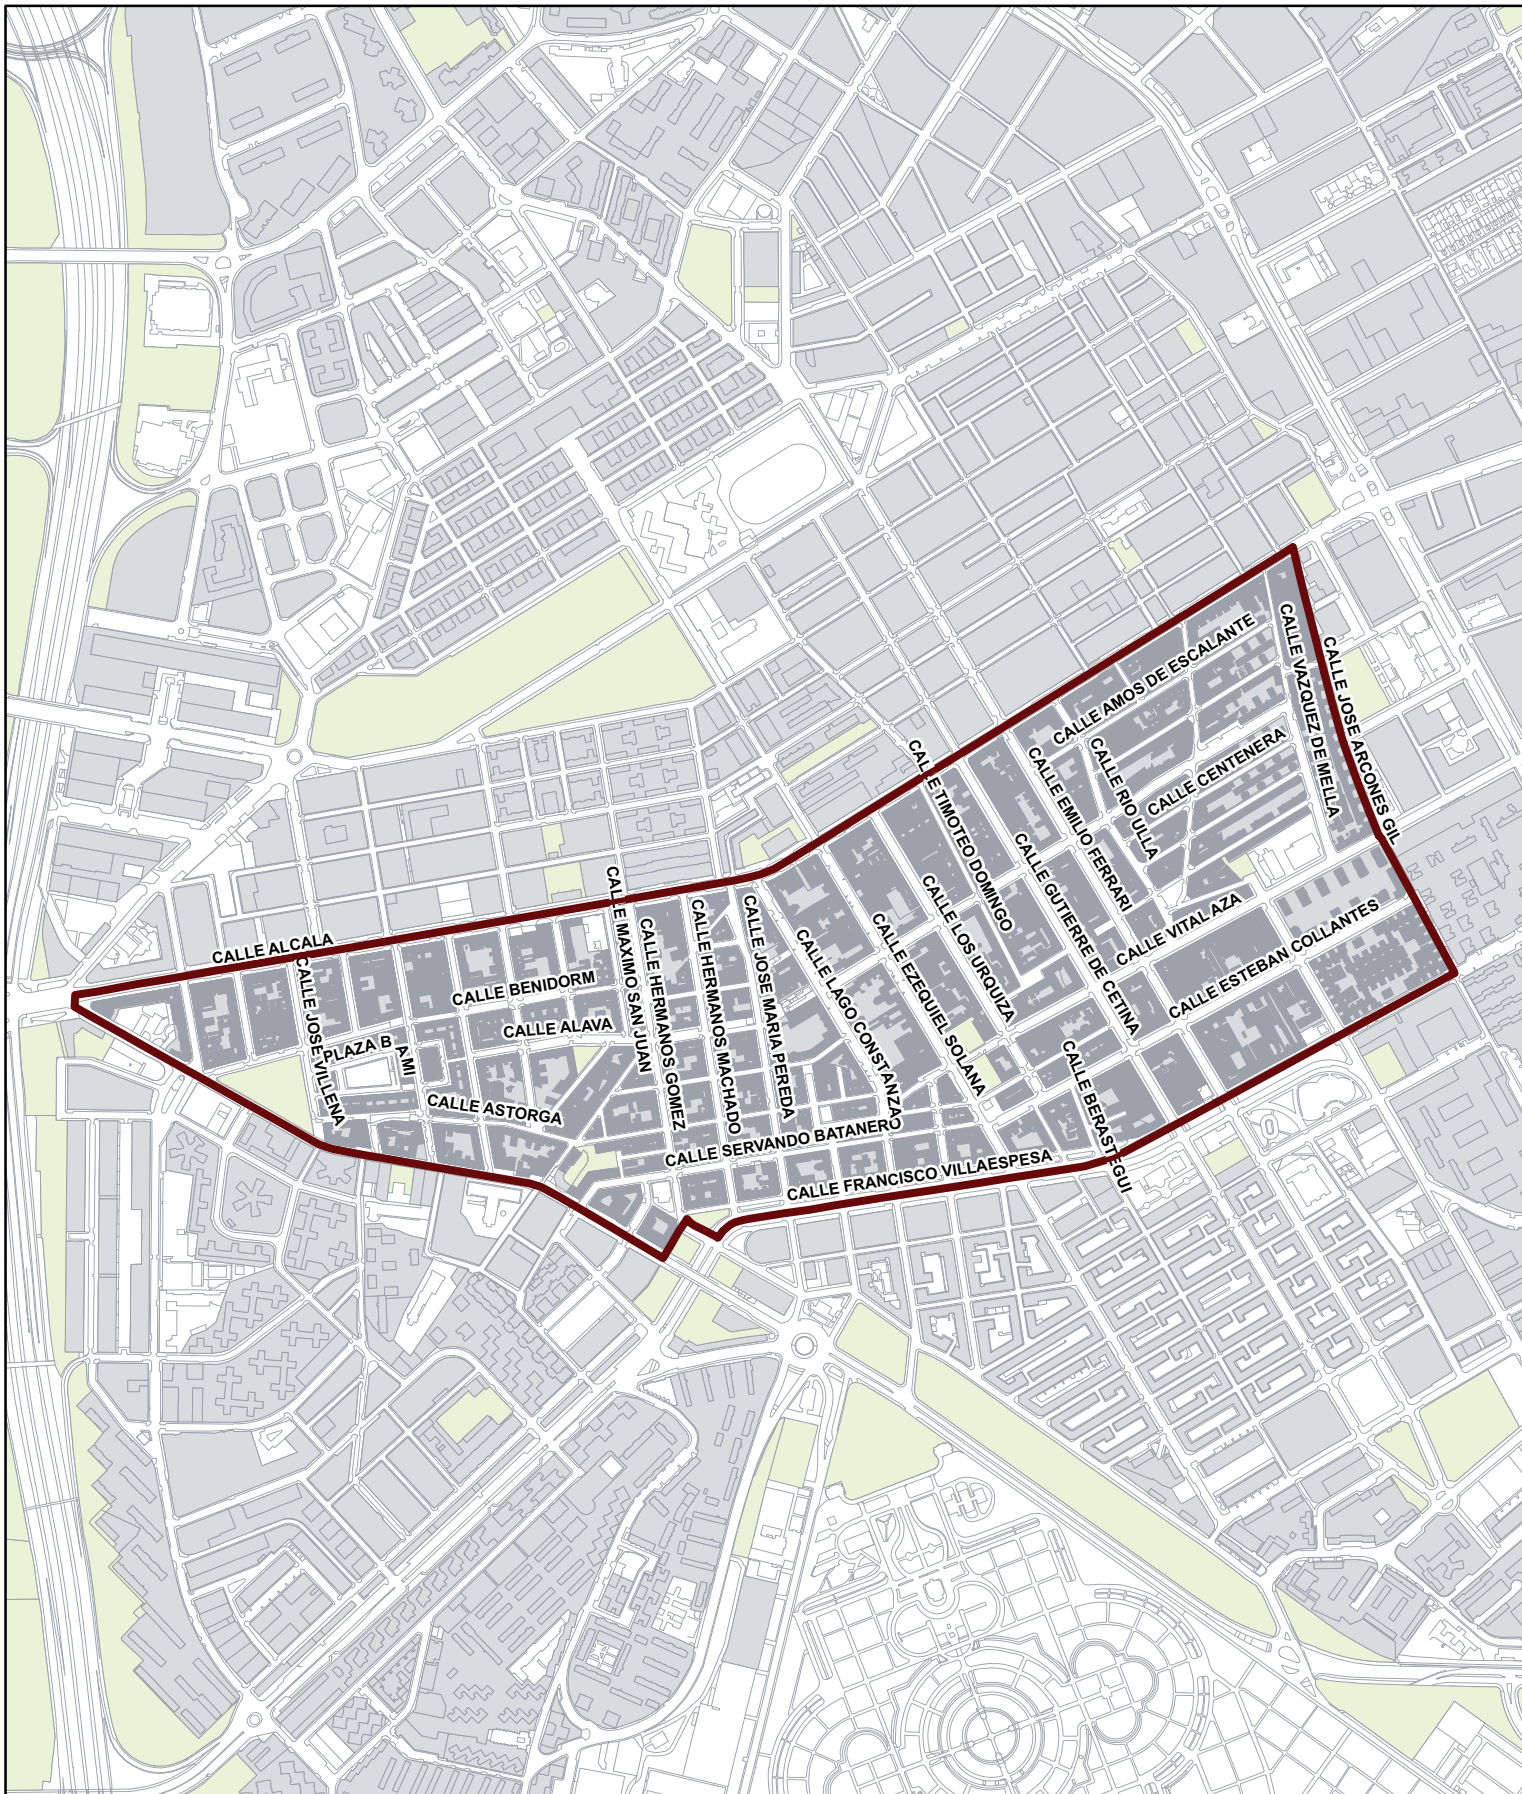 CALLE AMOS DE ESCALANTE
CALLE VAZQUEZ DE MELLA
CALLE JOSE ARCONES GIL
CALLE CENTENERA
CALLE RIO ULLA
CALLE EMILIO FERRARI
CALLE TIMOTEO DOMINGO
CALLE GUTIERRE DE CETINA
CALLE VITAL AZA
CALLE ESTEBAN COLLANTES
CALLE LOS URQUIZA
CALLE EZEQUIEL SOLANA
CALLE LAGO CONSTANZA
CALLE JOSE MARIA PEREDA
CALLE HERMANOS MACHADO
CALLE HERMANOS GOMEZ
CALLE MAXIMO SAN JUAN
CALLE ALCALA
CALLE JOSE VILLENA
CALLE BENIDORM
CALLE ALAVA
PLAZA B AMI
CALLE ASTORGA
CALLE SERVANDO BATANERO
CALLE FRANCISCO VILLAESPESA
CALLE BERASTEGUI